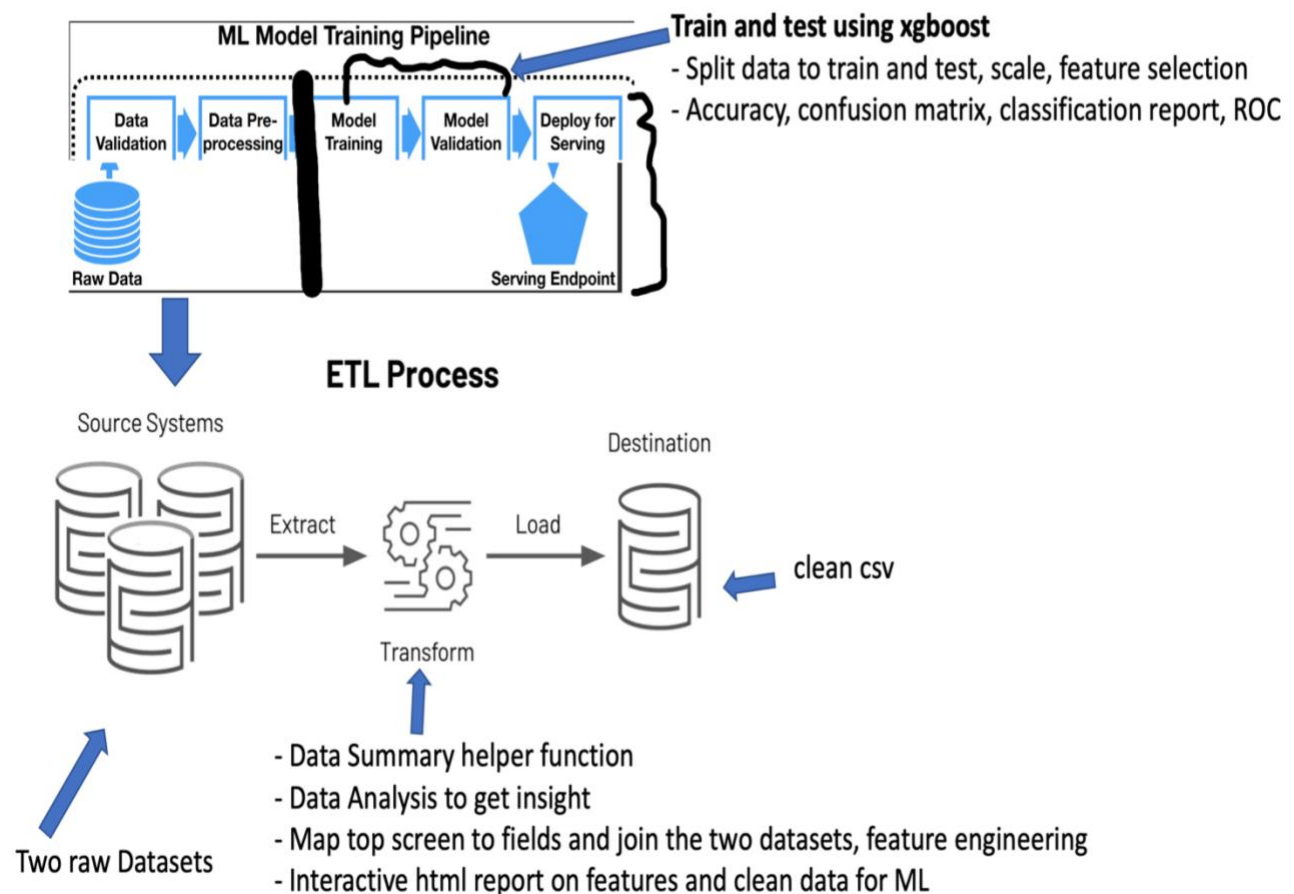 ML Model Training Pipeline
Train and test using xgboost
- Split data to train and test, scale, feature selection
- Accuracy, confusion matrix, classification report, ROC
Data
Validation
Data Pre-
processing
Model
Training
Model
Validation
Deploy for
Serving
Raw Data
Serving Endpoint
ETL Process
Source Systems
Destination
Extract
Load
clean csv
Transform
- Data Summary helper function
- Data Analysis to get insight
- Map top screen to fields and join the two datasets, feature engineering
- Interactive html report on features and clean data for ML
Two raw Datasets